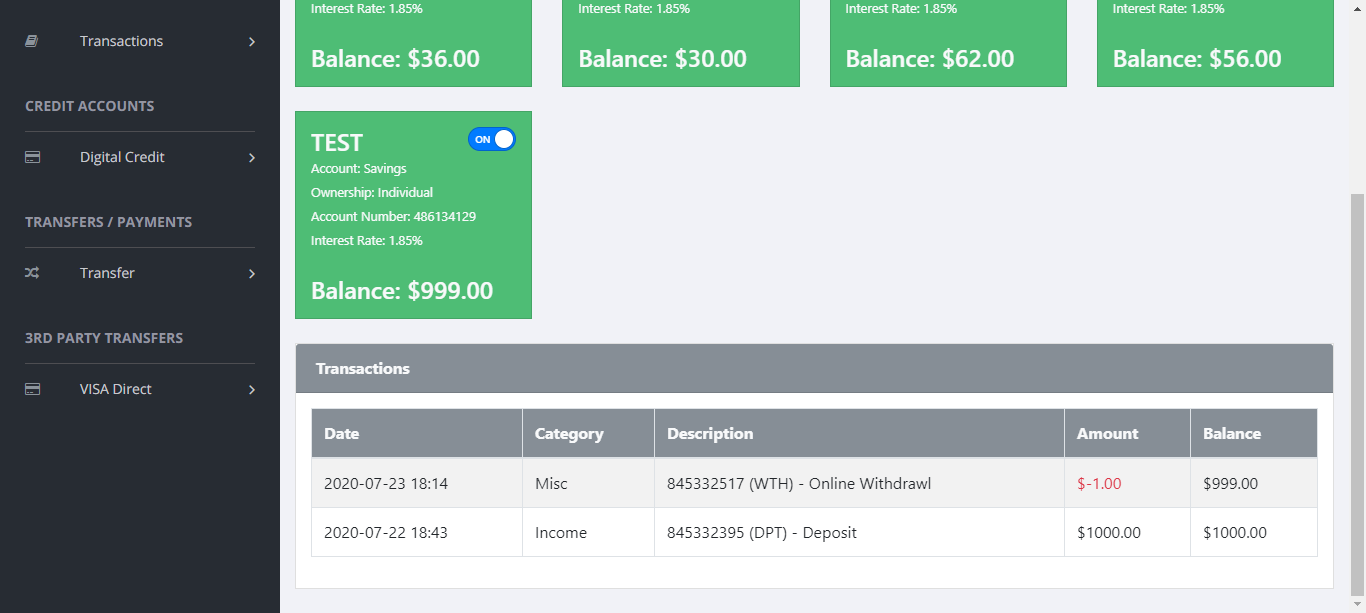 Transactions
CREDIT ACCOUNTS
Digital Credit
TRANSFERS / PAYMENTS
Transfer
3RD PARTY TRANSFERS
VISA Direct
Interest Rate: 1.85% Interest Rate: 1.85% Interest Rate: 1.85% Interest Rate: 1.85%
Balance: $36.00 Balance: $30.00 Balance: $62.00 Balance: $56.00
TEST ON
Account: Savings
Ownership: Individual
Account Number: 486134129
Interest Rate: 1.85%
Balance: $999.00
Transactions
Date Category Description Amount Balance
2020-07-23 18:14 Misc 845332517 (WTH) - Online Withdrawl $-1.00 $999.00
2020-07-22 18:43 Income 845332395 (DPT) - Deposit $1000.00 $1000.00